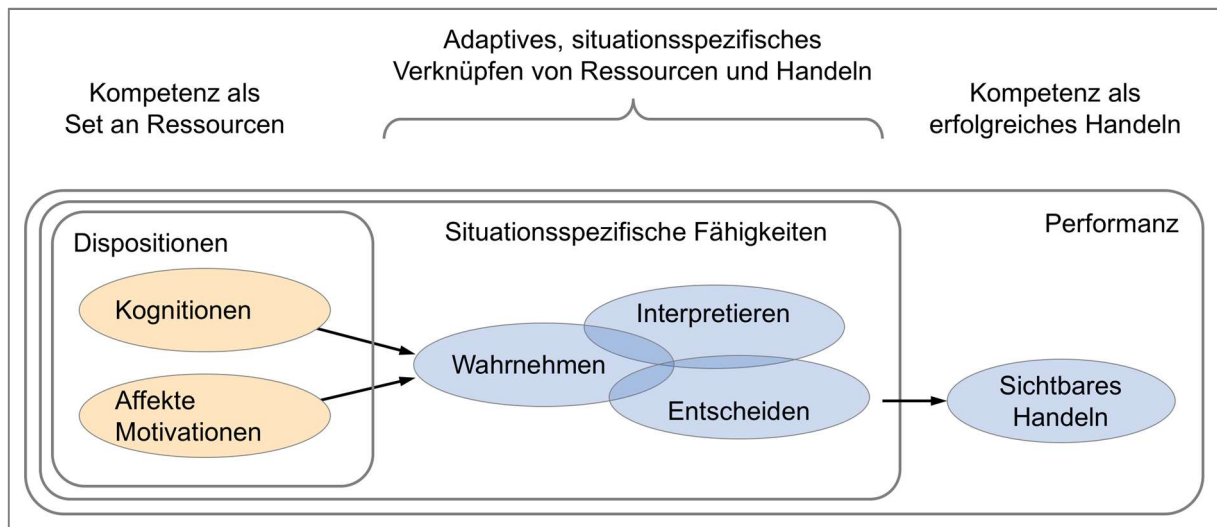 Adaptives, situationsspezifisches
Verknüpfen von Ressourcen und Handeln
Kompetenz als
Set an Ressourcen
Kompetenz als
erfolgreiches Handeln
Dispositionen
Situationsspezifische Fähigkeiten
Performanz
Kognitionen
Affekte
Motivationen
Wahrnehmen
Interpretieren
Entscheiden
Sichtbares
Handeln